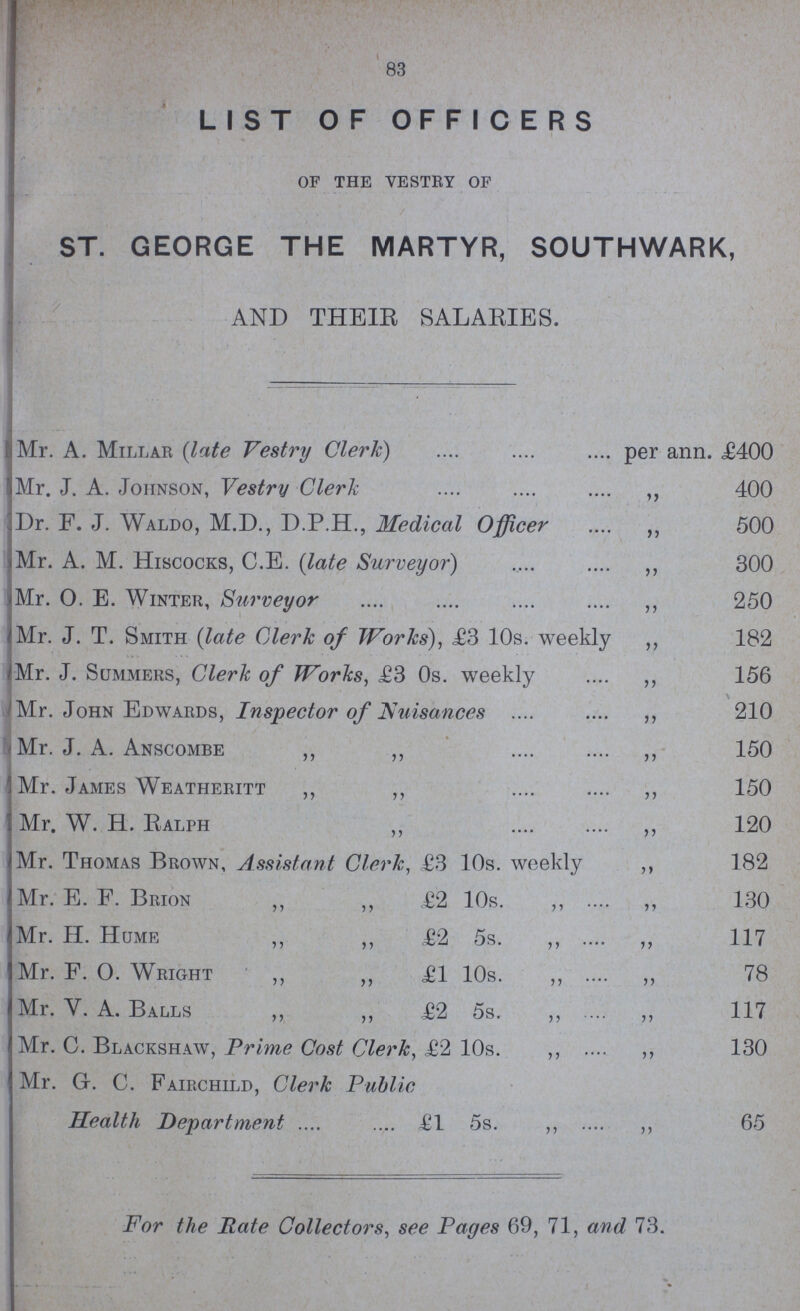 83
LIST OF OFFICERS
OF THE VESTRY OF
ST. GEORGE THE MARTYR, SOUTHWARK,
AND THEIR SALARIES.
Mr. A. Millar (late Vestry Clerk) .... .... .... per ann. £400
Mr. J. A. Johnson, Vestry Clerk .... .... .... ,, 400
Dr. F. J. Waldo, M.D., D.P.H., Medical Officer .... ,, 500
Mr. A. M. Hiscocks, C.E. (late Surveyor) .... .... ,, 300
Mr. O. E. Winter, Surveyor .... .... .... .... ,, 250
Mr. J. T. Smith (late Clerk of Works), £3 10s. weekly ,, 182
Mr. J. Summers, Clerk of Works, £3 0s. weekly .... ,, 156
Mr. John Edwards, Inspector of Nuisances .... .... ,, 210
Mr. J. A. Anscombe ,, ,, .... .... ,, 150
Mr. James Weatheritt ,, ,, .... .... ,, 150
Mr. W. H. Ralph ,, .... .... ,, 120
Mr. Thomas Brown, Assistant Clerk, £3 10s. weekly ,, 182
Mr. E. F. Brion ,, ,, £2 10s. ,, .... ,, 130
Mr. H. Hume ,, ,, £2 5s. ,, .... ,, 117
Mr. F. O. Wright ,, ,, £1 10s. ,, .... ,, 78
Mr. V. A. Balls ,, ,, £2 5s. ,, .... ,, 117
Mr. C. Blackshaw, Prime Cost Clerk, £2 10s. ,, .... ,, 130
Mr. G. C. Fairchild, Clerk Public
Health Department .... .... £1 5s. ,, .... ,, 65
For the Rate Collectors, see Pages 69, 71, and 73.